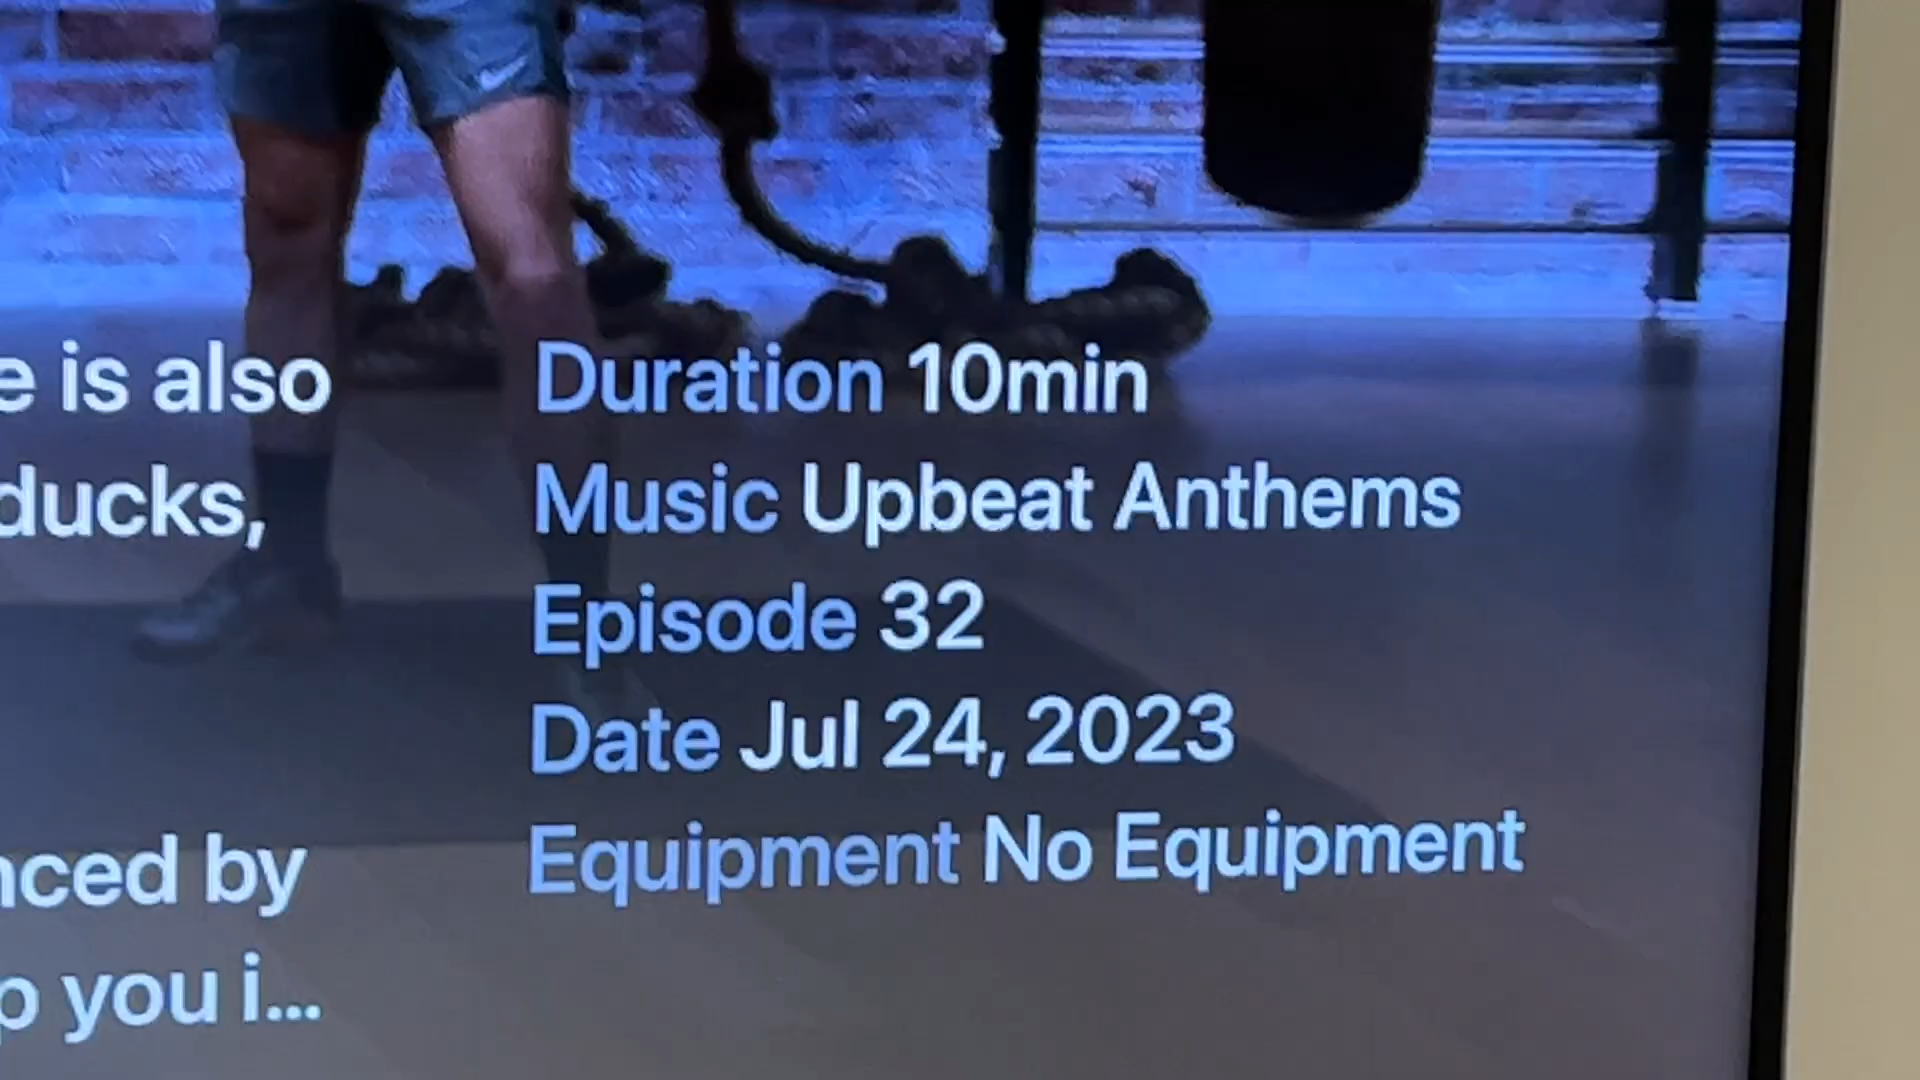 e is also
ducks,
nced by
p you i...
Duration 10min
Music Upbeat Anthems
Episode 32
Date Jul 24, 2023
Equipment No Equipment